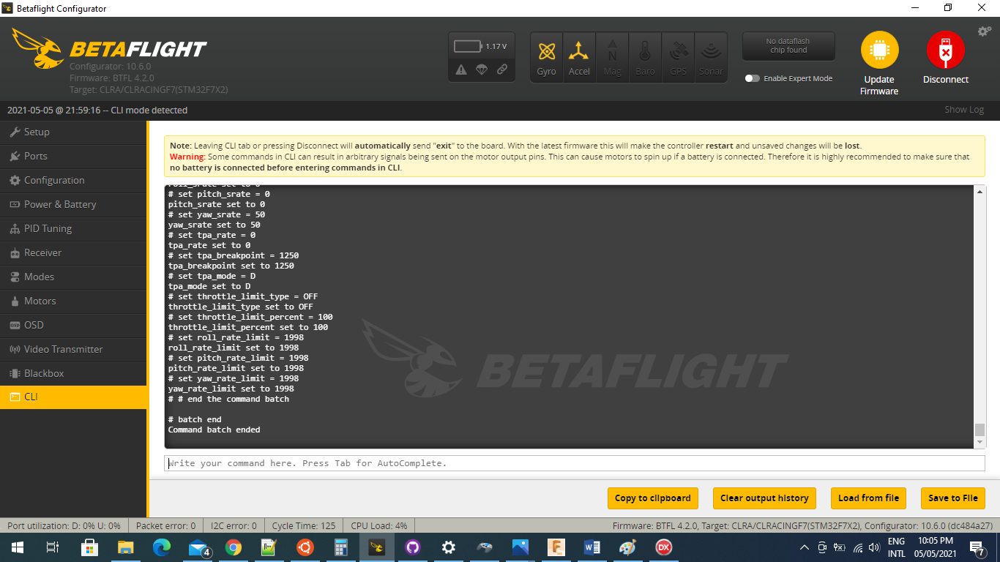 Betaflight Configurator
BETAFLIGHT
Configurator: 10.6.0
Firmware: BTFL 4.2.0
Target: CLRA/CLRACINGF7(STM32F7X2)
1.17 V
Gyro
Accel
Mag
Baro
GPS
Sonar
No dataflash
chip found
Enable Expert Mode
Update
Firmware
Disconnect
2021-05-05 @ 21:59:16 -- CLI mode detected
Show Log
Setup
Ports
Configuration
Power & Battery
PID Tuning
Receiver
Modes
Motors
OSD
Video Transmitter
Blackbox
CLI
Note: Leaving CLI tab or pressing Disconnect will automatically send "exit" to the board. With the latest firmware this will make the controller restart and unsaved changes will be lost.
Warning: Some commands in CLI can result in arbitrary signals being sent on the motor output pins. This can cause motors to spin up if a battery is connected. Therefore it is highly recommended to make sure that
no battery is connected before entering commands in CLI.
roll_srate set to 0
# set pitch_srate = 0
pitch_srate set to 0
# set yaw_srate = 50
yaw_srate set to 50
# set tpa_rate = 0
tpa_rate set to 0
# set tpa_breakpoint = 1250
tpa_breakpoint set to 1250
# set tpa_mode = D
tpa_mode set to D
# set throttle_limit_type = OFF
throttle_limit_type set to OFF
# set throttle_limit_percent = 100
throttle_limit_percent set to 100
# set roll_rate_limit = 1998
roll_rate_limit set to 1998
# set pitch_rate_limit = 1998
pitch_rate_limit set to 1998
# set yaw_rate_limit = 1998
yaw_rate_limit set to 1998
# # end the command batch
# batch end
Command batch ended
BETAFLIGHT
Write your command here. Press Tab for AutoComplete.
Copy to clipboard
Clear output history
Load from file
Save to File
Port utilization: D: 0% U: 0%
Packet error: 0
I2C error: 0
Cycle Time: 125
CPU Load: 4%
Firmware: BTFL 4.2.0, Target: CLRA/CLRACINGF7(STM32F7X2), Configurator: 10.6.0 (dc484a27)
4
W
DX
ENG
INTL
10:05 PM
05/05/2021
7